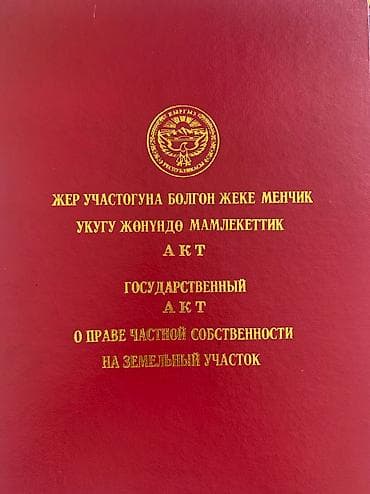 ЖЕР УЧАСТОГУНА БОЛГОН ЖЕКЕ МЕНЧИК
УКУГУ ЖӨНҮНДӨ МАМЛЕКЕТТИК
АКТ
ГОСУДАРСТВЕННЫЙ
АКТ
О ПРАВЕ ЧАСТНОЙ СОБСТВЕННОСТИ
НА ЗЕМЕЛЬНЫЙ УЧАСТОК